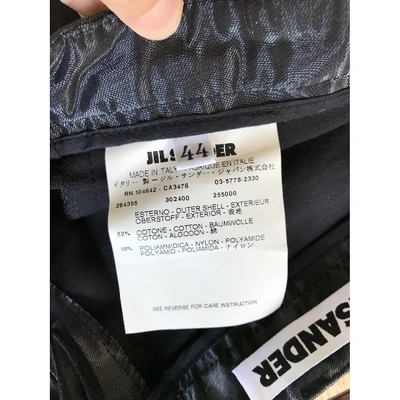 44
JIL SANDER
MADE IN ITALY - FABRIQUE EN ITALIE
イタリー 製 ージル・サンダー・ジャパン株式会社
RN.104642 - CA3476 03-5778-2330
264355 302400 255000
ESTERNO - OUTER SHELL - EXTERIEUR
OBERSTOFF - EXTERIOR - 表地
82% COTONE - COTTON - BAUMWOLLE
COTON - ALGODON - 綿
18% POLIAMMIDICA - NYLON - POLYAMIDE
POLYAMID - POLIAMIDA - ナイロン
SEE REVERSE FOR CARE INSTRUCTION
SANDER